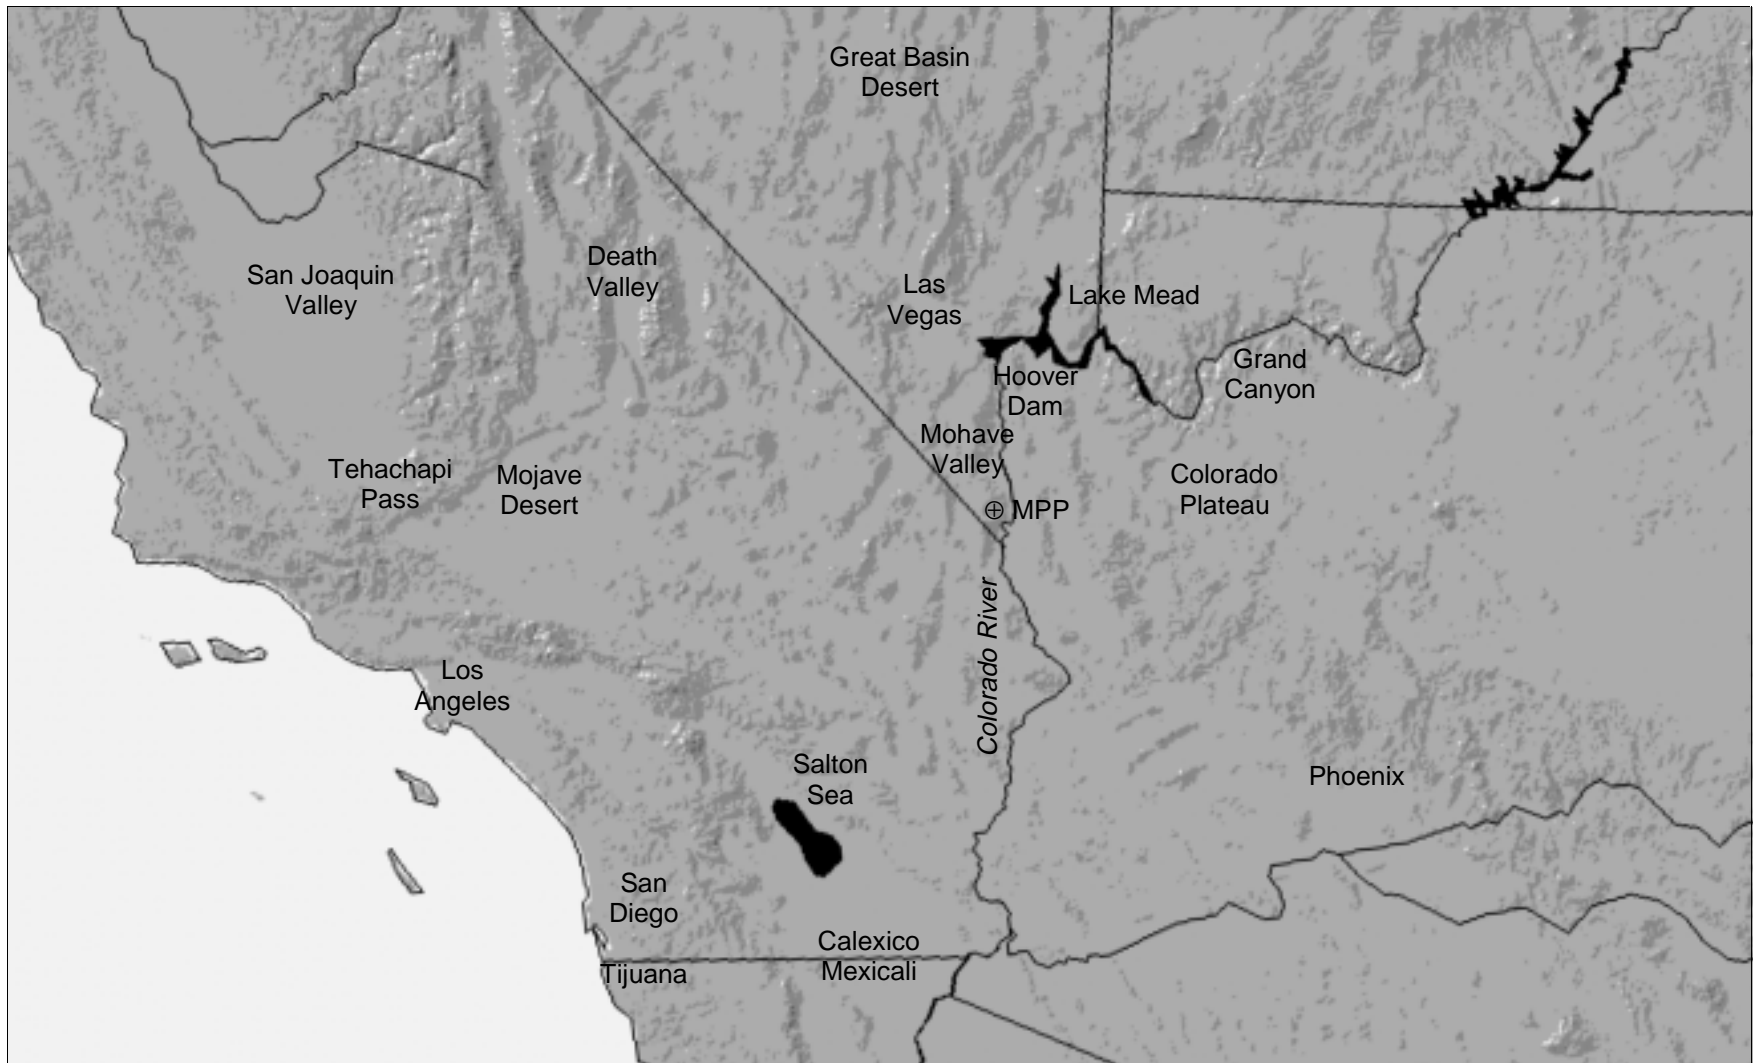 Great Basin
Desert
Death
Valley
San Joaquin
Valley
Las
Vegas
Lake Mead
Hoover
Dam
Grand
Canyon
Mohave
Valley
Tehachapi
Pass
Mojave
Desert
Colorado
Plateau
MPP
Colorado River
Los
Angeles
Salton
Sea
Phoenix
San
Diego
Calexico
Mexicali
Tijuana